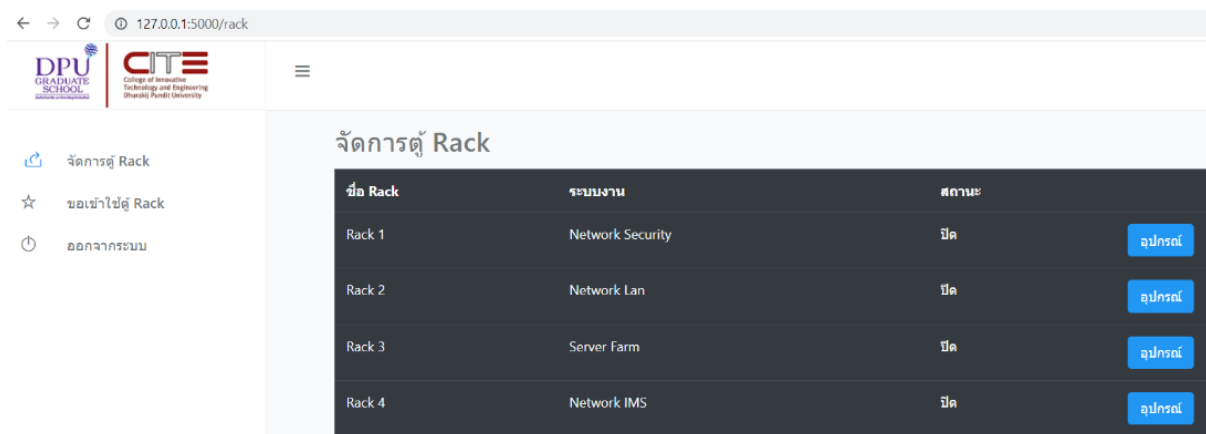 127.0.0.1:5000/rack
DPU
GRADUATE
SCHOOL
CITE
College of Innovative
Technology and Engineering
Dhurakij Pundit University
จัดการตู้ Rack
ขอเข้าใช้ตู้ Rack
ออกจากระบบ
จัดการตู้ Rack
ชื่อ Rack ระบบงาน สถานะ
Rack 1 Network Security ปิด อุปกรณ์
Rack 2 Network Lan ปิด อุปกรณ์
Rack 3 Server Farm ปิด อุปกรณ์
Rack 4 Network IMS ปิด อุปกรณ์